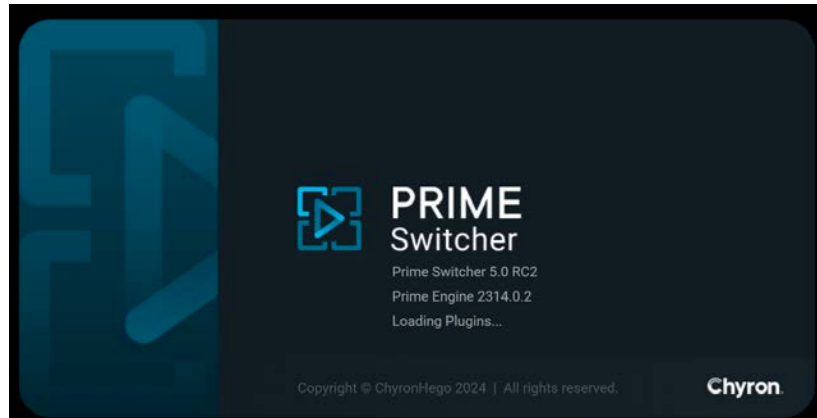 PRIME
Switcher
Prime Switcher 5.0 RC2
Prime Engine 2314.0.2
Loading Plugins...
Copyright © ChyronHego 2024 | All rights reserved.
Chyron.